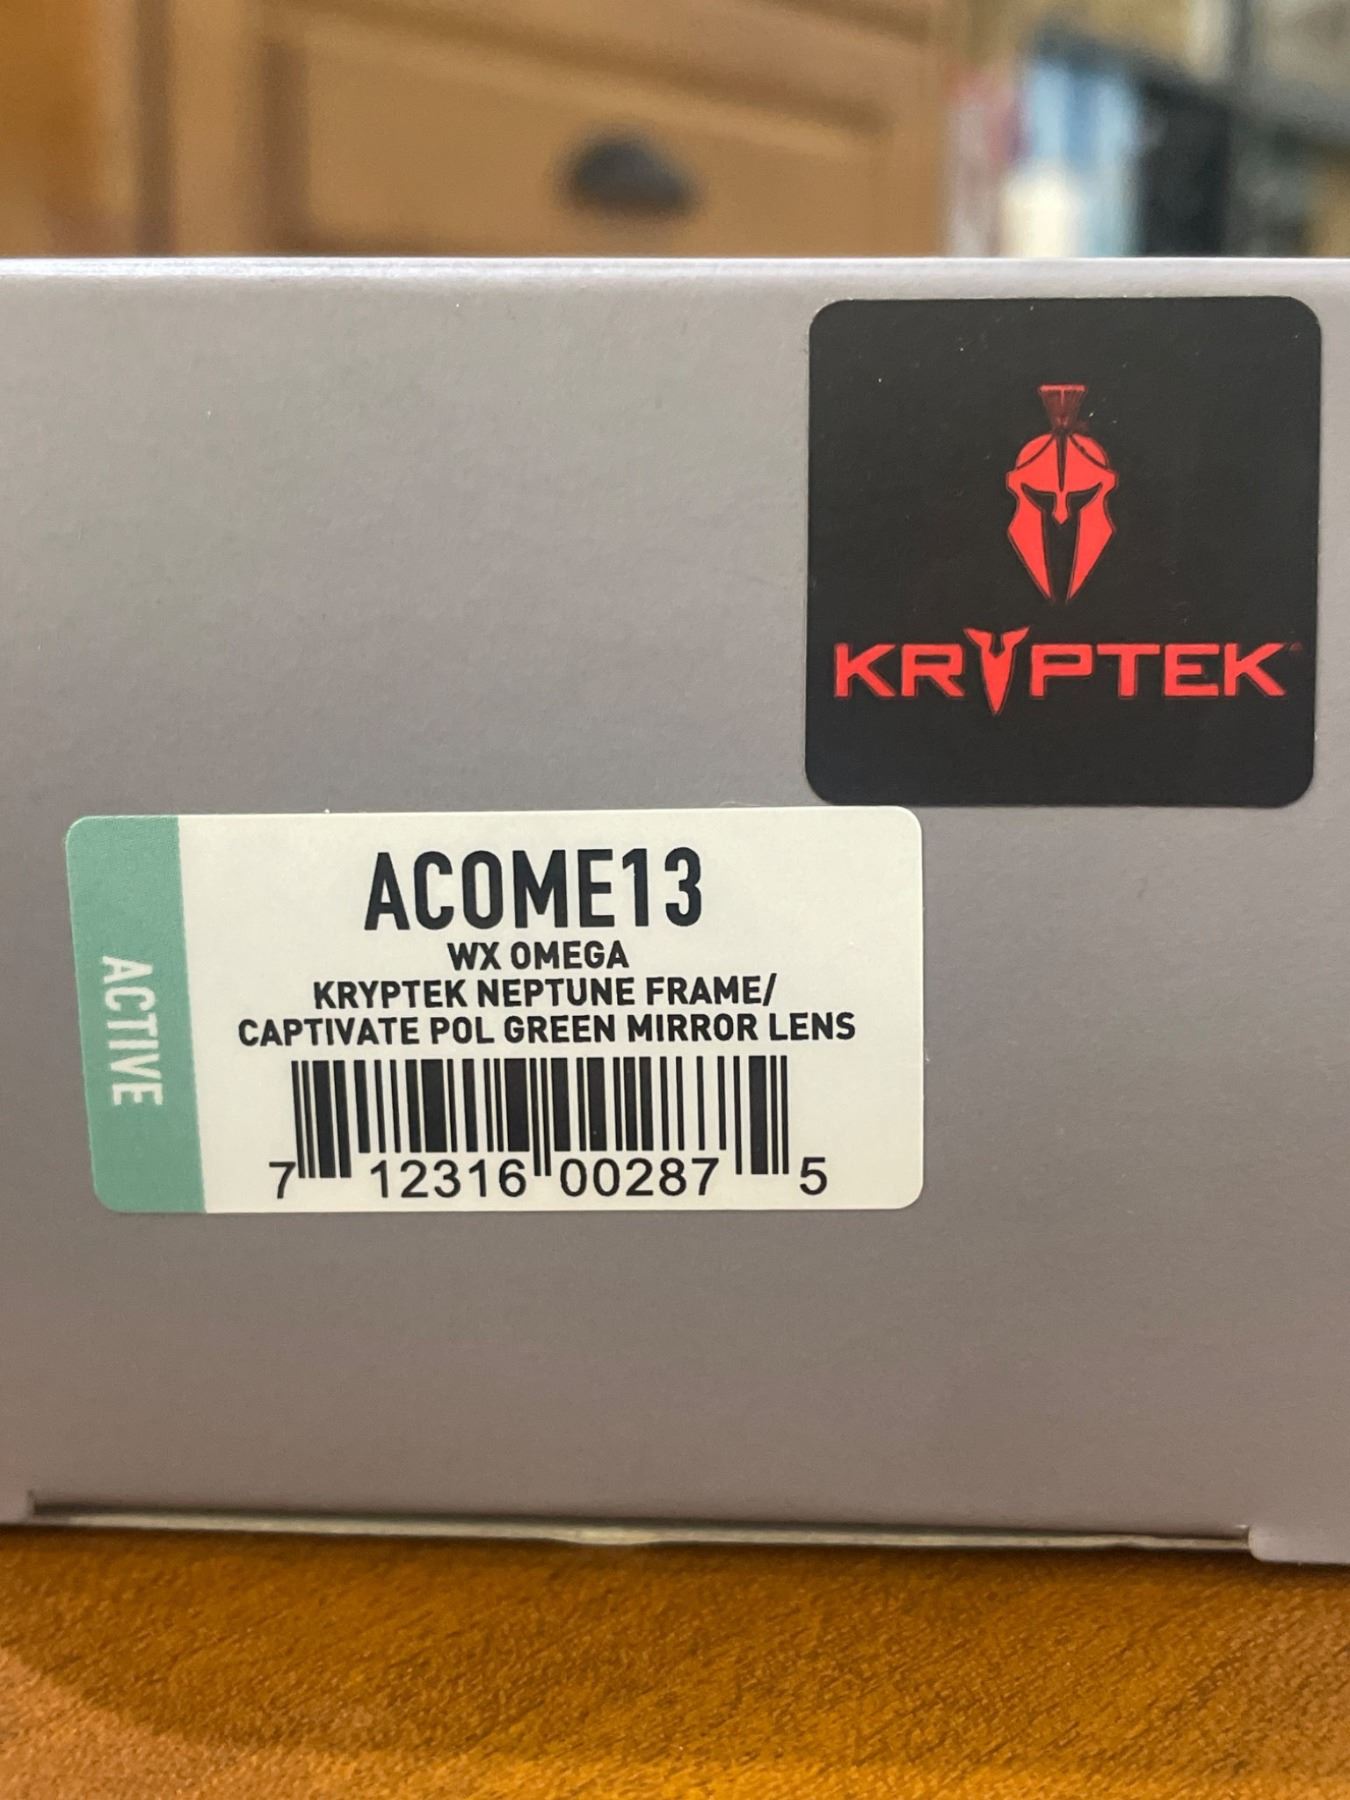 KRYPTEK
ACOME13
WX OMEGA
KRYPTEK NEPTUNE FRAME/
CAPTIVATE POL GREEN MIRROR LENS
7 12316 00287 5
ACTIVE